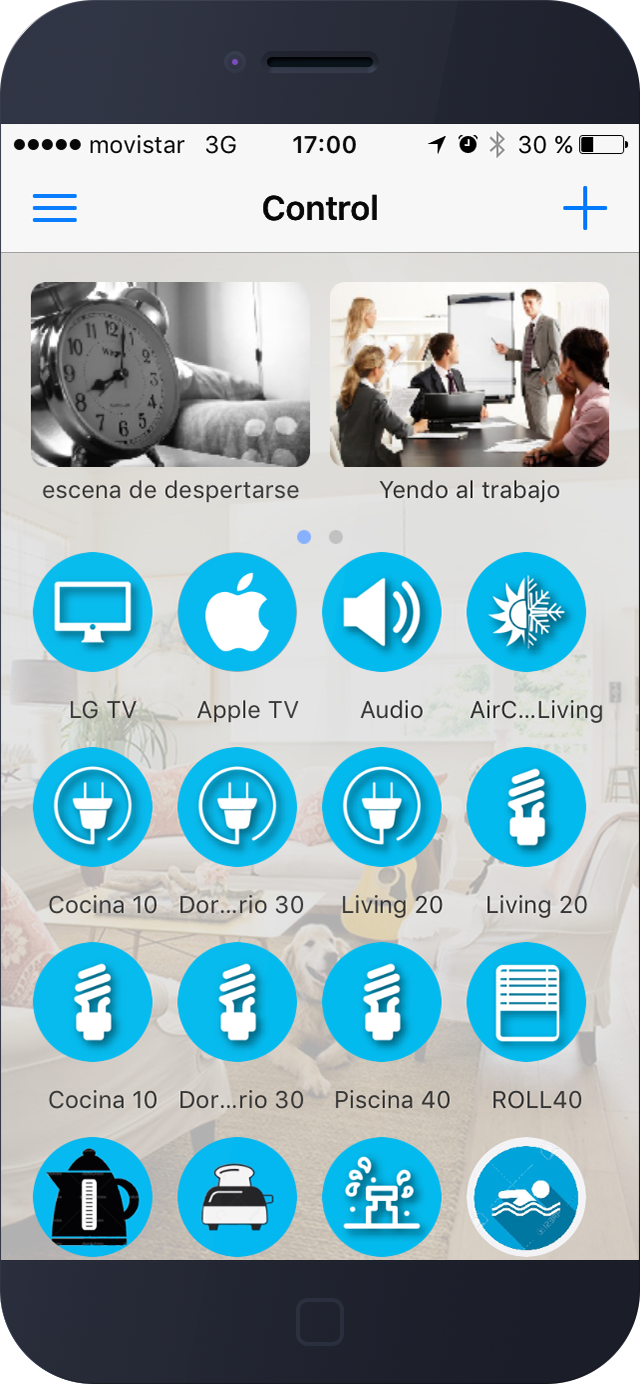 movistar 3G 17:00 30 %
Control
escena de despertarse Yendo al trabajo
LG TV Apple TV Audio AirC...Living
Cocina 10 Dor...rio 30 Living 20 Living 20
Cocina 10 Dor...rio 30 Piscina 40 ROLL40